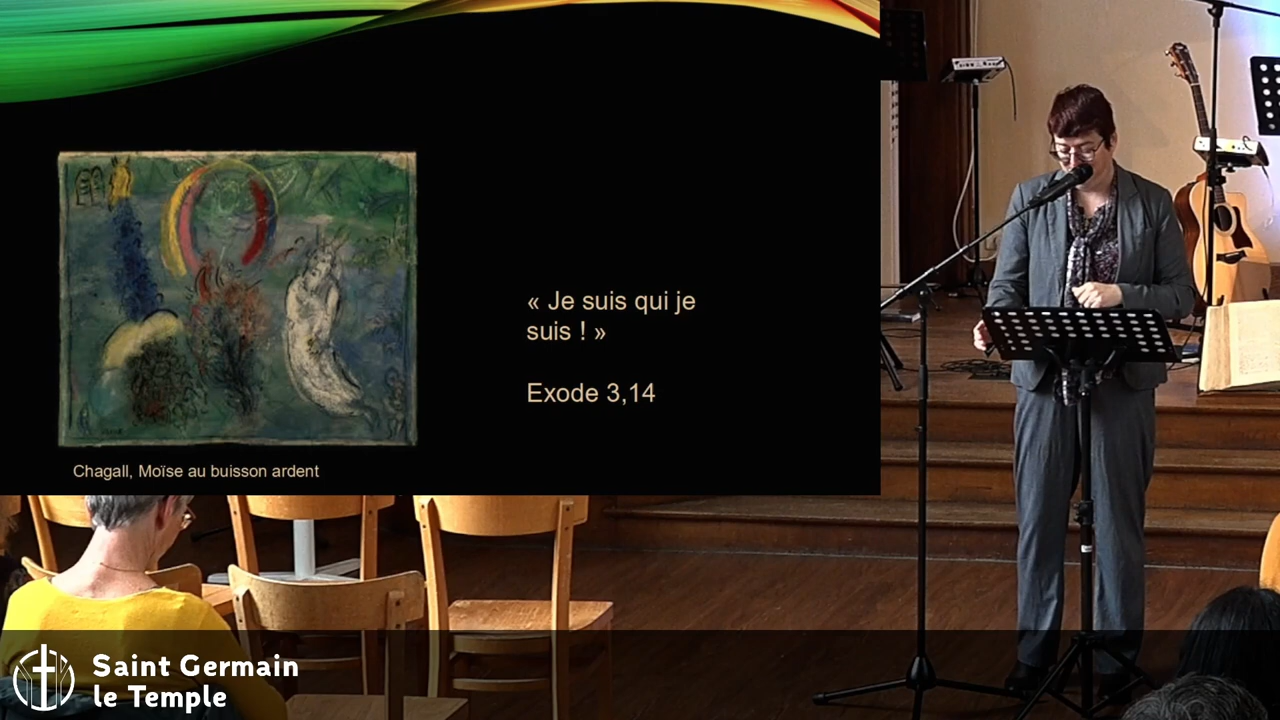 « Je suis qui je
suis ! »
Exode 3,14
Chagall, Moïse au buisson ardent
Saint Germain
le Temple